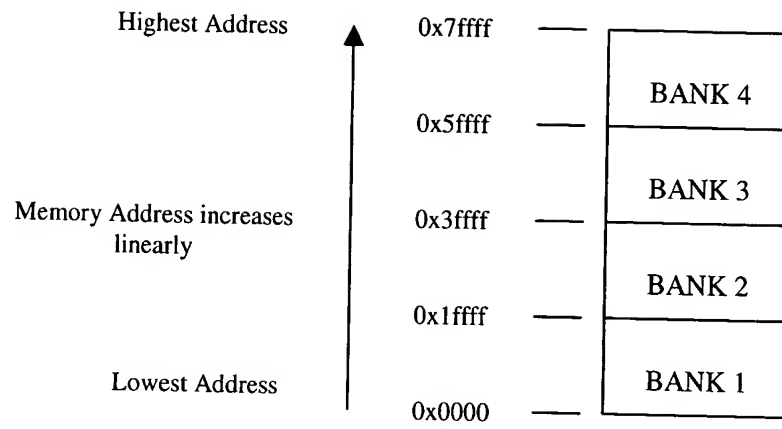 Highest Address
0x7ffff
BANK 4
0x5ffff
BANK 3
Memory Address increases
linearly
0x3ffff
BANK 2
0x1ffff
Lowest Address
BANK 1
0x0000